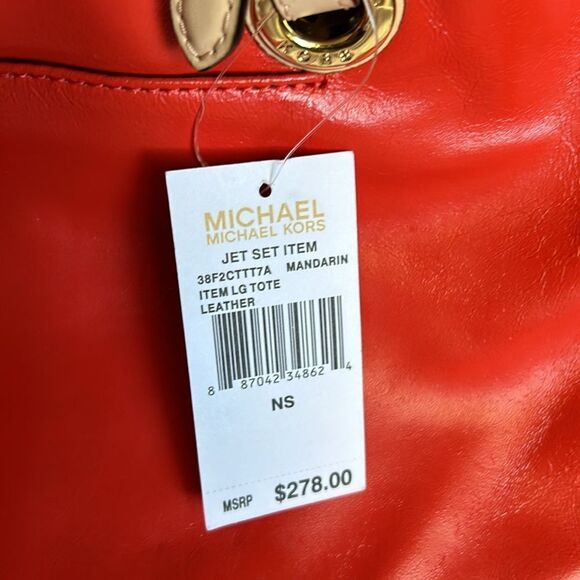 KORS
MICHAEL
MICHAEL KORS
JET SET ITEM
38F2CTTT7A MANDARIN
ITEM LG TOTE
LEATHER
8 87042 34862 4
NS
MSRP $278.00